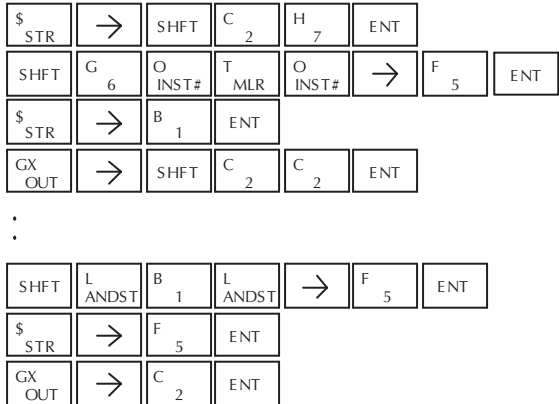 $ STR → SHFT C 2 H 7 ENT
SHFT G 6 O INST# T MLR O INST# → F 5 ENT
$ STR → B 1 ENT
GX OUT → SHFT C 2 C 2 ENT
:
SHFT L ANDST B 1 L ANDST → F 5 ENT
$ STR → F 5 ENT
GX OUT → C 2 ENT